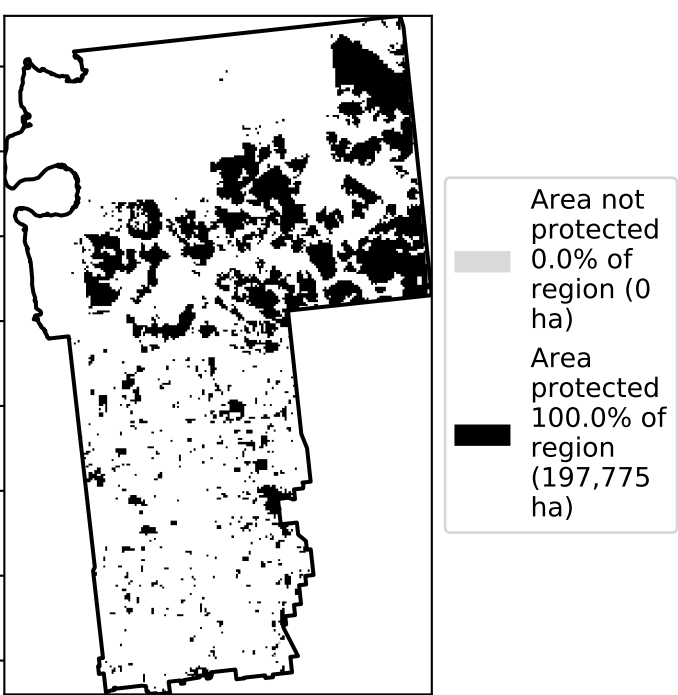 Area not
protected
0.0% of
region (0
ha)
Area
protected
100.0% of
region
(197,775
ha)